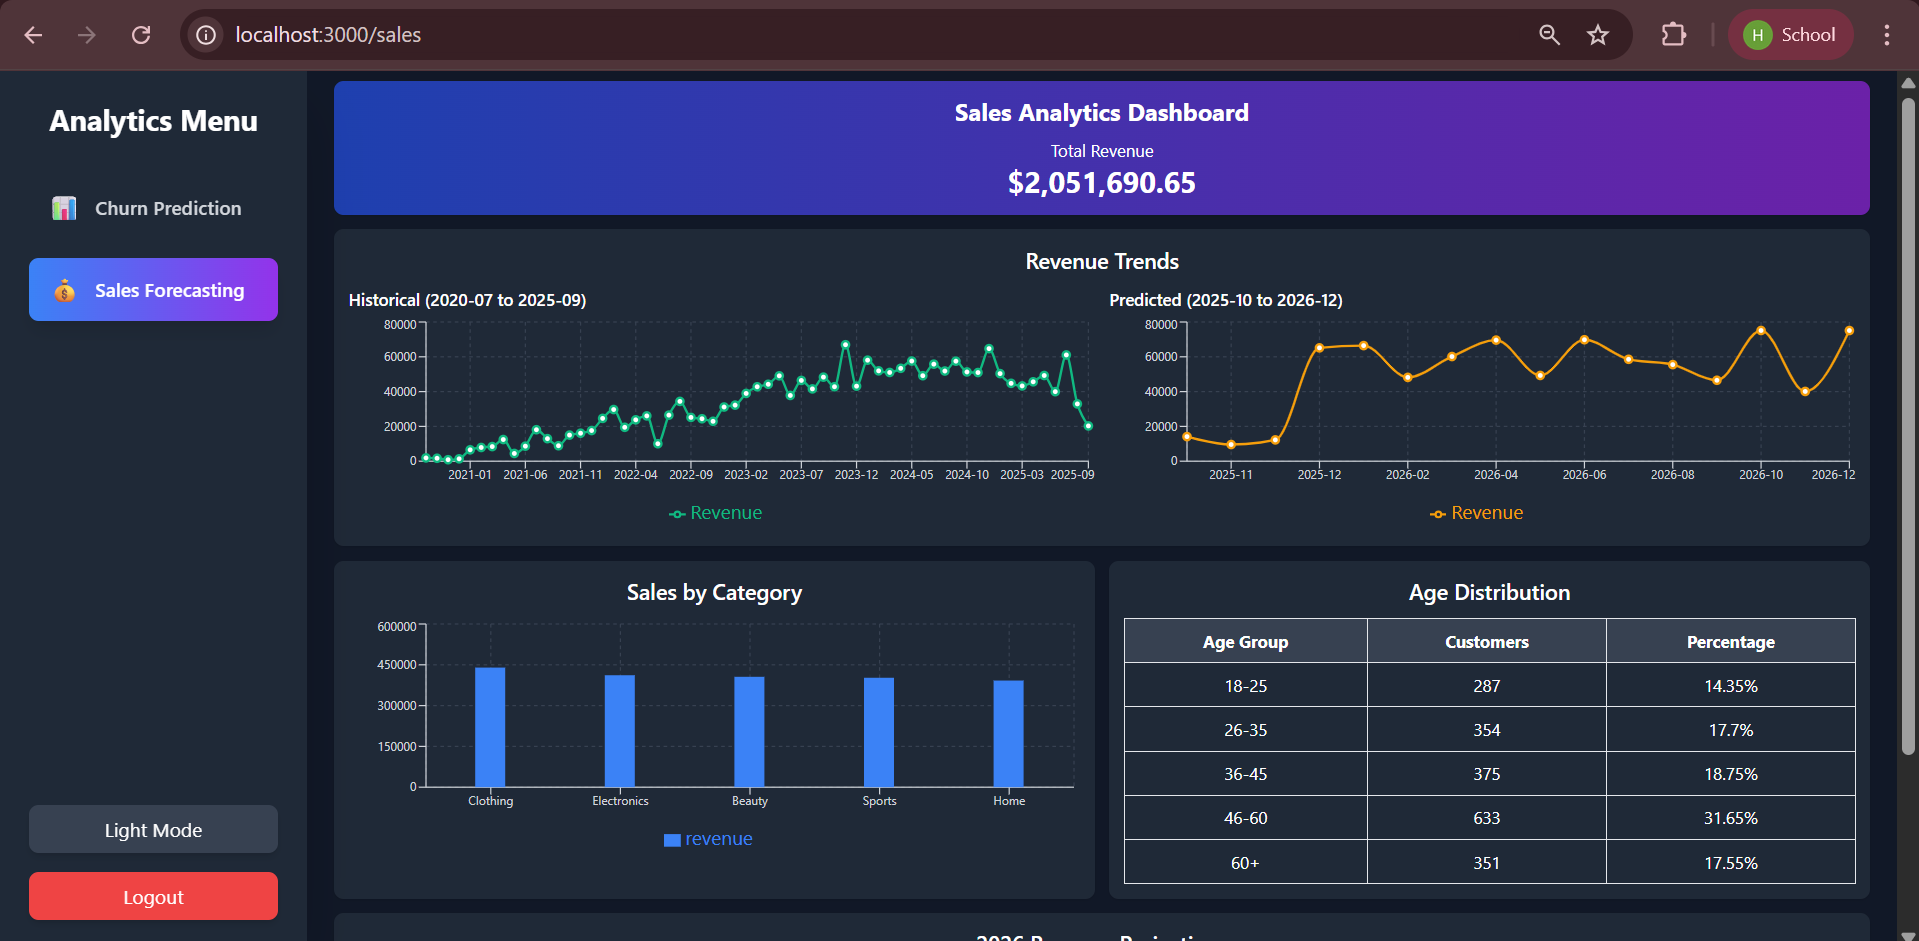 localhost:3000/sales
H School
Analytics Menu
Churn Prediction
Sales Forecasting
Light Mode
Logout
Sales Analytics Dashboard
Total Revenue
$2,051,690.65
Revenue Trends
Historical (2020-07 to 2025-09)
80000
60000
40000
20000
0
2021-01 2021-06 2021-11 2022-04 2022-09 2023-02 2023-07 2023-12 2024-05 2024-10 2025-03 2025-09
Revenue
Predicted (2025-10 to 2026-12)
80000
60000
40000
20000
0
2025-11 2025-12 2026-02 2026-04 2026-06 2026-08 2026-10 2026-12
Revenue
Sales by Category
600000
450000
300000
150000
0
Clothing Electronics Beauty Sports Home
revenue
Age Distribution
Age Group Customers Percentage
18-25 287 14.35%
26-35 354 17.7%
36-45 375 18.75%
46-60 633 31.65%
60+ 351 17.55%